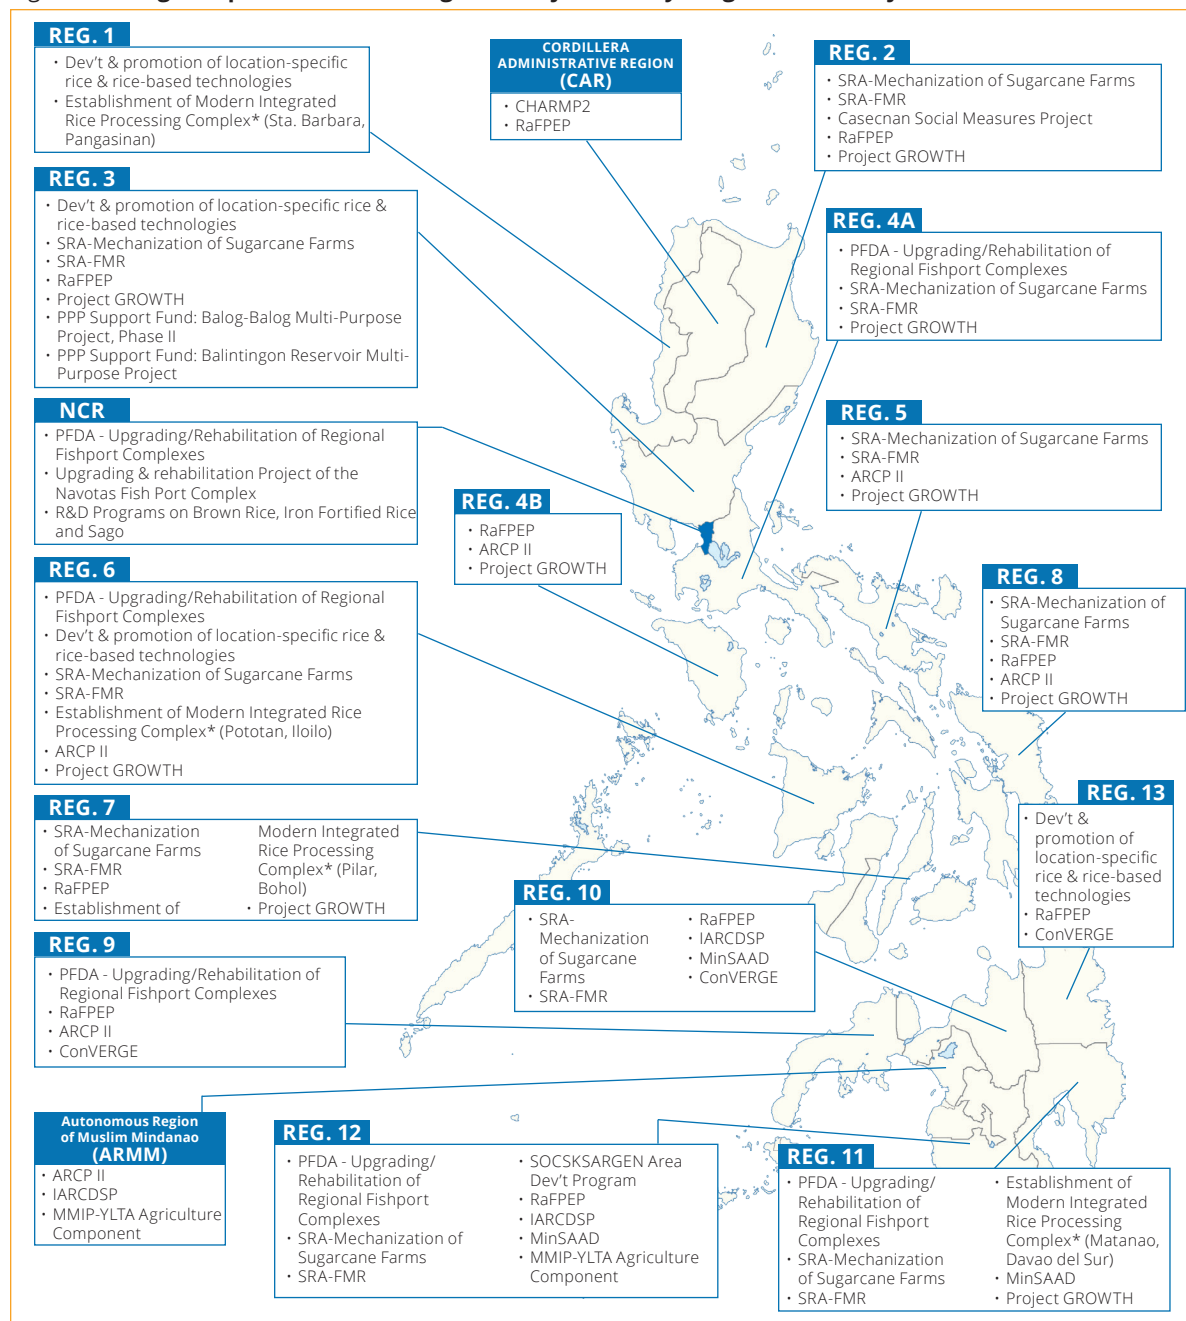 REG. 1
• Dev't & promotion of location-specific
rice & rice-based technologies
• Establishment of Modern Integrated
Rice Processing Complex* (Sta. Barbara,
Pangasinan)
CORDILLERA
ADMINISTRATIVE REGION
(CAR)
• CHARMP2
• RaFPEP
REG. 2
• SRA-Mechanization of Sugarcane Farms
• SRA-FMR
• Casecnan Social Measures Project
• RaFPEP
• Project GROWTH
REG. 3
• Dev't & promotion of location-specific rice &
rice-based technologies
• SRA-Mechanization of Sugarcane Farms
• SRA-FMR
• RaFPEP
• Project GROWTH
• PPP Support Fund: Balog-Balog Multi-Purpose
Project, Phase II
• PPP Support Fund: Balintingon Reservoir Multi-
Purpose Project
REG. 4A
• PFDA - Upgrading/Rehabilitation of
Regional Fishport Complexes
• SRA-Mechanization of Sugarcane Farms
• SRA-FMR
• Project GROWTH
NCR
• PFDA - Upgrading/Rehabilitation of Regional
Fishport Complexes
• Upgrading & rehabilitation Project of the
Navotas Fish Port Complex
• R&D Programs on Brown Rice, Iron Fortified Rice
and Sago
REG. 5
• SRA-Mechanization of Sugarcane Farms
• SRA-FMR
• ARCP II
• Project GROWTH
REG. 4B
• RaFPEP
• ARCP II
• Project GROWTH
REG. 6
• PFDA - Upgrading/Rehabilitation of Regional
Fishport Complexes
• Dev't & promotion of location-specific rice &
rice-based technologies
• SRA-Mechanization of Sugarcane Farms
• SRA-FMR
• Establishment of Modern Integrated Rice
Processing Complex* (Pototan, Iloilo)
• ARCP II
• Project GROWTH
REG. 8
• SRA-Mechanization of
Sugarcane Farms
• SRA-FMR
• RaFPEP
• ARCP II
• Project GROWTH
REG. 7
• SRA-Mechanization
of Sugarcane Farms
• SRA-FMR
• RaFPEP
• Establishment of
Modern Integrated
Rice Processing
Complex* (Pilar,
Bohol)
• Project GROWTH
REG. 13
• Dev't &
promotion of
location-specific
rice & rice-based
technologies
• RaFPEP
• ConVERGE
REG. 10
• SRA-
Mechanization
of Sugarcane
Farms
• SRA-FMR
• RaFPEP
• IARCDSP
• MinSAAD
• ConVERGE
REG. 9
• PFDA - Upgrading/Rehabilitation of
Regional Fishport Complexes
• RaFPEP
• ARCP II
• ConVERGE
Autonomous Region
of Muslim Mindanao
(ARMM)
• ARCP II
• IARCDSP
• MMIP-YLTA Agriculture
Component
REG. 12
• PFDA - Upgrading/
Rehabilitation of
Regional Fishport
Complexes
• SRA-Mechanization of
Sugarcane Farms
• SRA-FMR
• SOCSKSARGEN Area
Dev't Program
• RaFPEP
• IARCDSP
• MinSAAD
• MMIP-YLTA Agriculture
Component
REG. 11
• PFDA - Upgrading/
Rehabilitation of
Regional Fishport
Complexes
• SRA-Mechanization
of Sugarcane Farms
• SRA-FMR
• Establishment of
Modern Integrated
Rice Processing
Complex* (Matanao,
Davao del Sur)
• MinSAAD
• Project GROWTH